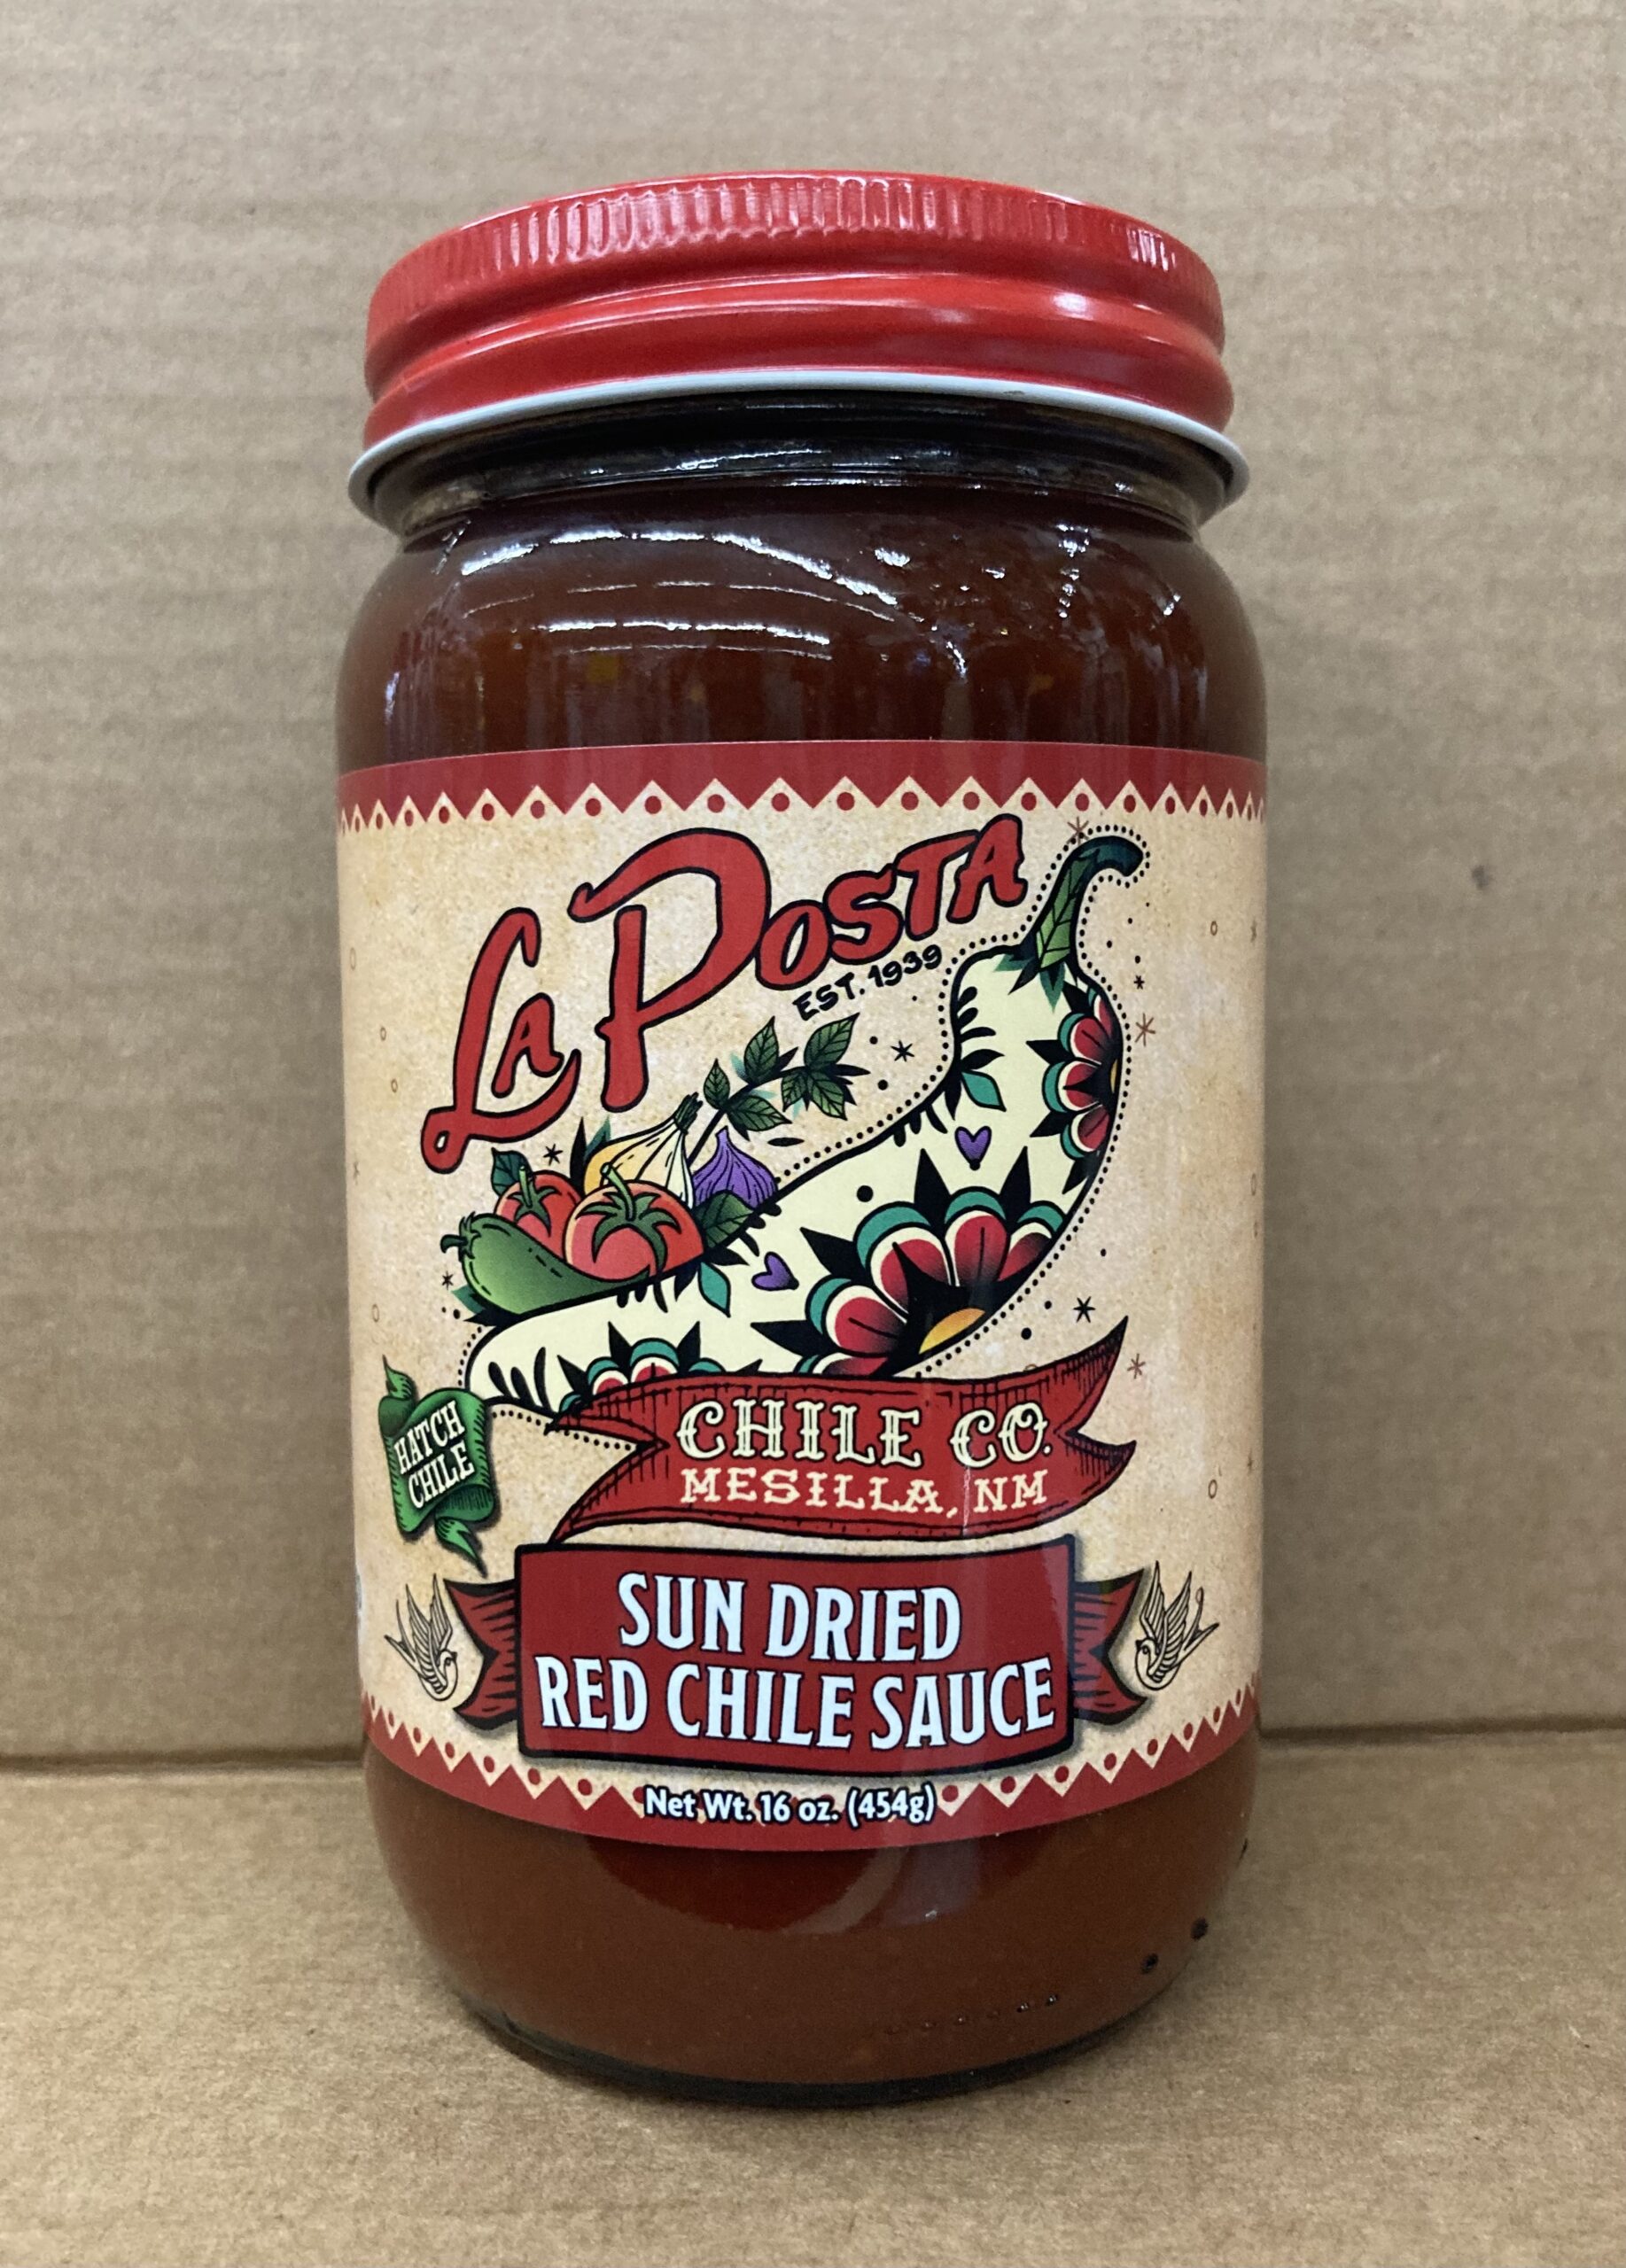 LA POSTA
EST. 1939
HATCH
CHILE
CHILE CO.
MESILLA, NM
SUN DRIED
RED CHILE SAUCE
Net Wt. 16 oz. (454g)